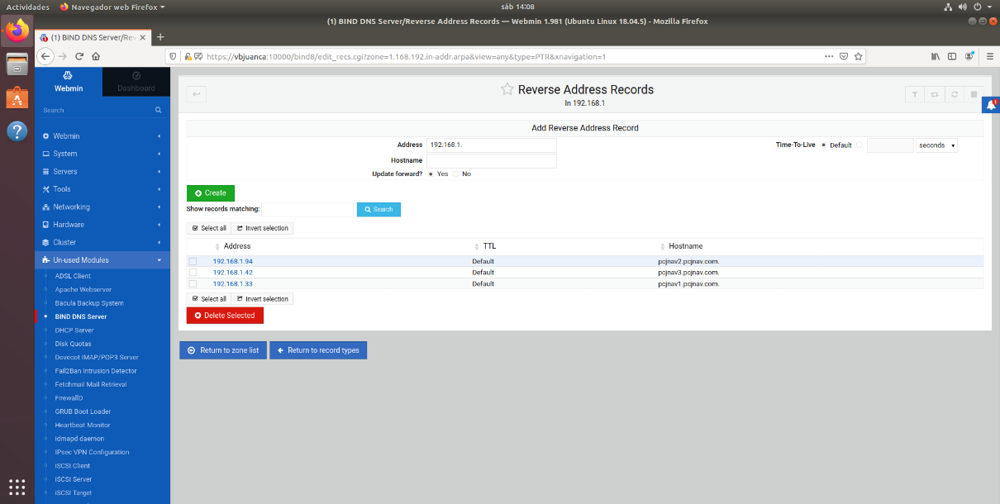 Actividades Navegador web Firefox sáb 14:08
(1) BIND DNS Server/Reverse Address Records — Webmin 1.981 (Ubuntu Linux 18.04.5) - Mozilla Firefox
(1) BIND DNS Server/Rev
https://vbjuanca:10000/bind8/edit_recs.cgi?zone=1.168.192.in-addr.arpa&view=any&type=PTR&xnavigation=1
Webmin
Dashboard
Search
Webmin
System
Servers
Tools
Networking
Hardware
Cluster
Un-used Modules
ADSL Client
Apache Webserver
Bacula Backup System
BIND DNS Server
DHCP Server
Disk Quotas
Dovecot IMAP/POP3 Server
Fail2Ban Intrusion Detector
Fetchmail Mail Retrieval
FirewallD
GRUB Boot Loader
Heartbeat Monitor
idmapd daemon
IPsec VPN Configuration
iSCSI Client
iSCSI Server
iSCSI Target
Reverse Address Records
In 192.168.1
1
Add Reverse Address Record
Address 192.168.1. Time-To-Live Default seconds
Hostname
Update forward? Yes No
Create
Show records matching: Search
Select all Invert selection
Address TTL Hostname
192.168.1.94 Default pcjnav2.pcjnav.com.
192.168.1.42 Default pcjnav3.pcjnav.com.
192.168.1.33 Default pcjnav1.pcjnav.com.
Select all Invert selection
Delete Selected
Return to zone list Return to record types